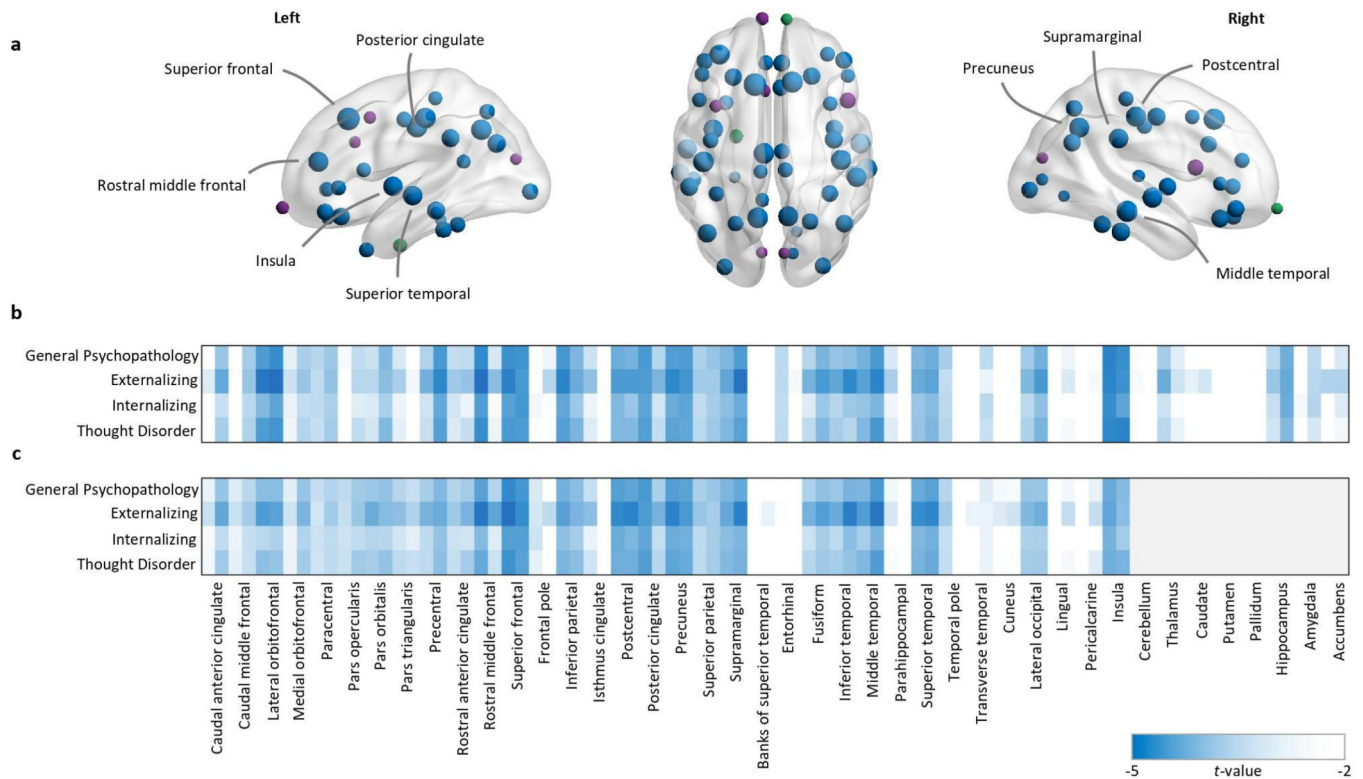 a
Left
Right
Posterior cingulate
Superior frontal
Rostral middle frontal
Insula
Superior temporal
Supramarginal
Precuneus
Postcentral
Middle temporal
b
General Psychopathology
Externalizing
Internalizing
Thought Disorder
c
General Psychopathology
Externalizing
Internalizing
Thought Disorder
Caudal anterior cingulate
Caudal middle frontal
Lateral orbitofrontal
Medial orbitofrontal
Paracentral
Pars opercularis
Pars orbitalis
Pars triangularis
Precentral
Rostral anterior cingulate
Rostral middle frontal
Superior frontal
Frontal pole
Inferior parietal
Isthmus cingulate
Postcentral
Posterior cingulate
Precuneus
Superior parietal
Supramarginal
Banks of superior temporal
Entorhinal
Fusiform
Inferior temporal
Middle temporal
Parahippocampal
Superior temporal
Temporal pole
Transverse temporal
Cuneus
Lateral occipital
Lingual
Pericalcarine
Insula
Cerebellum
Thalamus
Caudate
Putamen
Pallidum
Hippocampus
Amygdala
Accumbens
-5 t-value -2